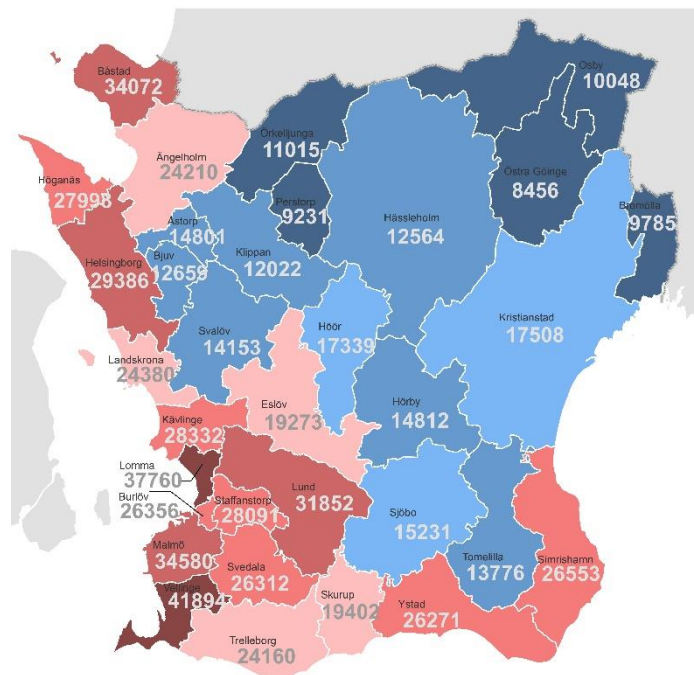 Båstad
34072
Osby
10048
Örkelljunga
11015
Ängelholm
24210
Östra Göinge
8456
Höganäs
27998
Perstorp
9231
Hässleholm
12564
Bromölla
9785
Åstorp
14801
Klippan
12022
Bjuv
12659
Helsingborg
29386
Kristianstad
17508
Svalöv
14153
Höör
17339
Landskrona
24380
Eslöv
19273
Hörby
14812
Kävlinge
28332
Lomma
37760
Burlöv
26356
Staffanstorp
28091
Lund
31852
Sjöbo
15231
Malmö
34580
Svedala
26312
Tomelilla
13776
Simrishamn
26553
Vellinge
41894
Skurup
19402
Ystad
26271
Trelleborg
24160